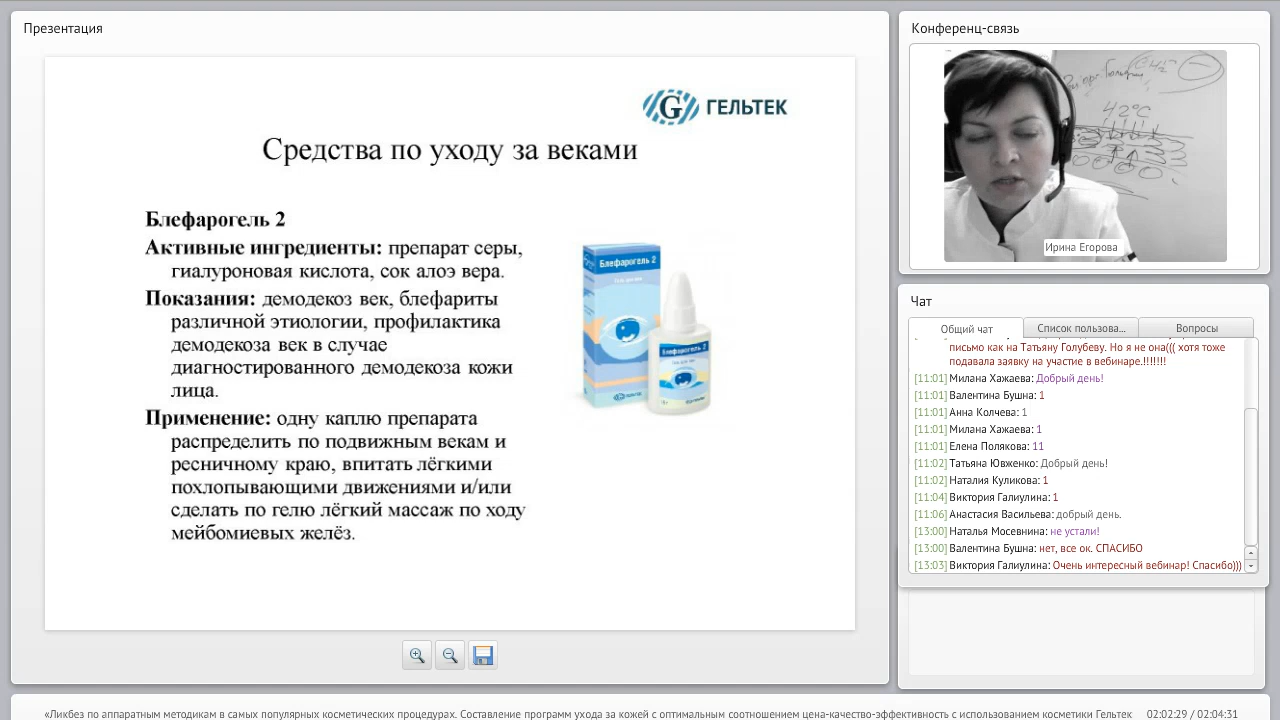 Презентация
ГЕЛЬТЕК
Средства по уходу за веками
Блефарогель 2
Активные ингредиенты: препарат серы,
гиалуроновая кислота, сок алоэ вера.
Показания: демодекоз век, блефариты
различной этиологии, профилактика
демодекоза век в случае
диагностированного демодекоза кожи
лица.
Применение: одну каплю препарата
распределить по подвижным векам и
ресничному краю, впитать лёгкими
похлопывающими движениями и/или
сделать по гелю лёгкий массаж по ходу
мейбомиевых желёз.
Блефарогель 2
Блефарогель 2
Конференц-связь
42°C
Ирина Егорова
Чат
Общий чат
Список пользова...
Вопросы
письмо как на Татьяну Голубеву. Но я не она((( хотя тоже
подавала заявку на участие в вебинаре.!!!!!!!
[11:01] Милана Хажаева: Добрый день!
[11:01] Валентина Бушна: 1
[11:01] Анна Колчева: 1
[11:01] Милана Хажаева: 1
[11:01] Елена Полякова: 11
[11:02] Татьяна Ювженко: Добрый день!
[11:02] Наталия Куликова: 1
[11:04] Виктория Галиулина: 1
[11:06] Анастасия Васильева: добрый день.
[13:00] Наталья Мосевнина: не устали!
[13:00] Валентина Бушна: нет, все ок. СПАСИБО
[13:03] Виктория Галиулина: Очень интересный вебинар! Спасибо)))
«Ликбез по аппаратным методикам в самых популярных косметических процедурах. Составление программ ухода за кожей с оптимальным соотношением цена-качество-эффективность с использованием косметики Гельтек
02:02:29 / 02:04:31